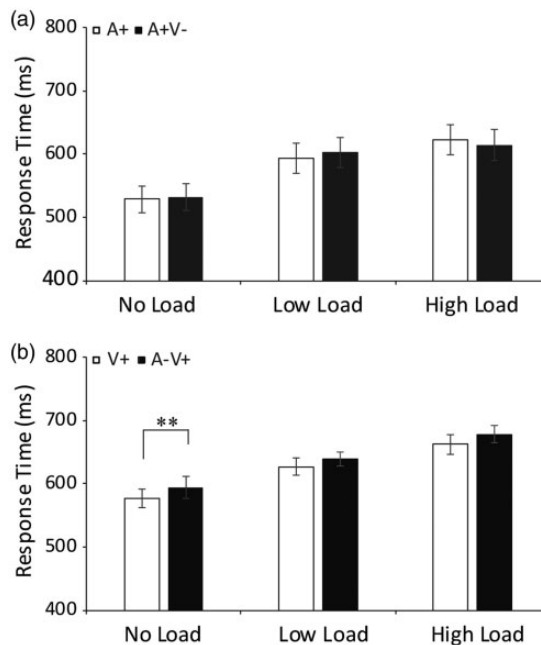 (a)
800
700
600
500
400
Response Time (ms)
A+ A+V-
No Load Low Load High Load
(b)
800
700
600
500
400
Response Time (ms)
V+ A-V+
**
No Load Low Load High Load